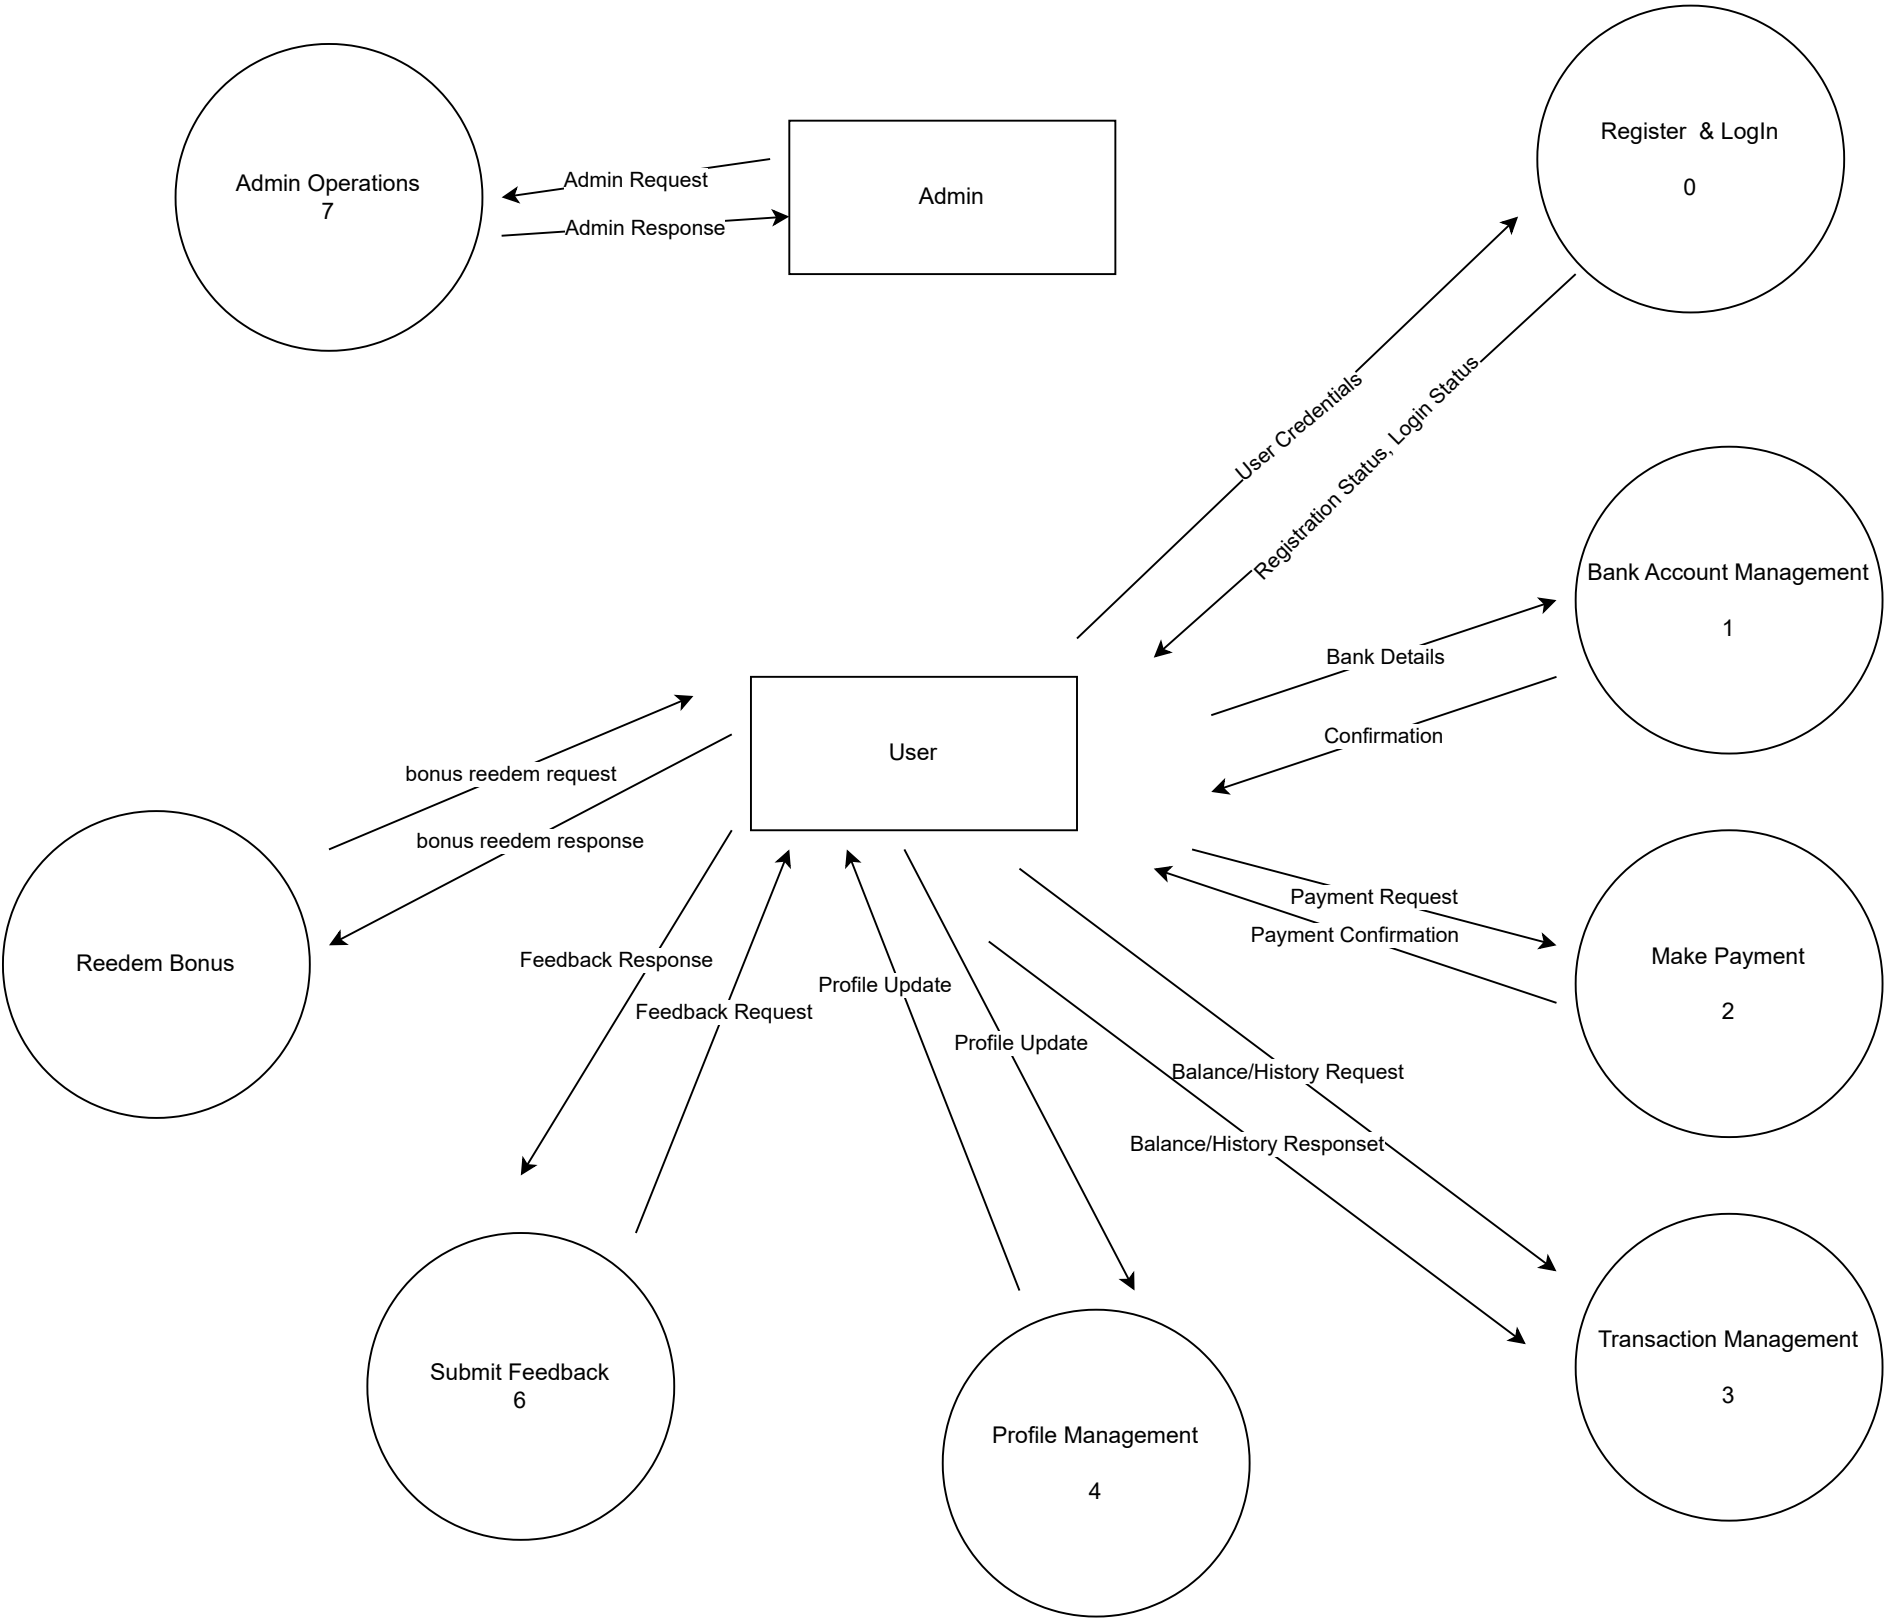 Register  & LogIn
0
Admin Operations
7
Admin Request
Admin Response
Admin
User Credentials
Registration Status, Login Status
Bank Account Management
1
Bank Details
Confirmation
User
bonus reedem request
bonus reedem response
Reedem Bonus
Payment Request
Payment Confirmation
Make Payment
2
Feedback Response
Feedback Request
Profile Update
Profile Update
Balance/History Request
Balance/History Responset
Transaction Management
3
Submit Feedback
6
Profile Management
4